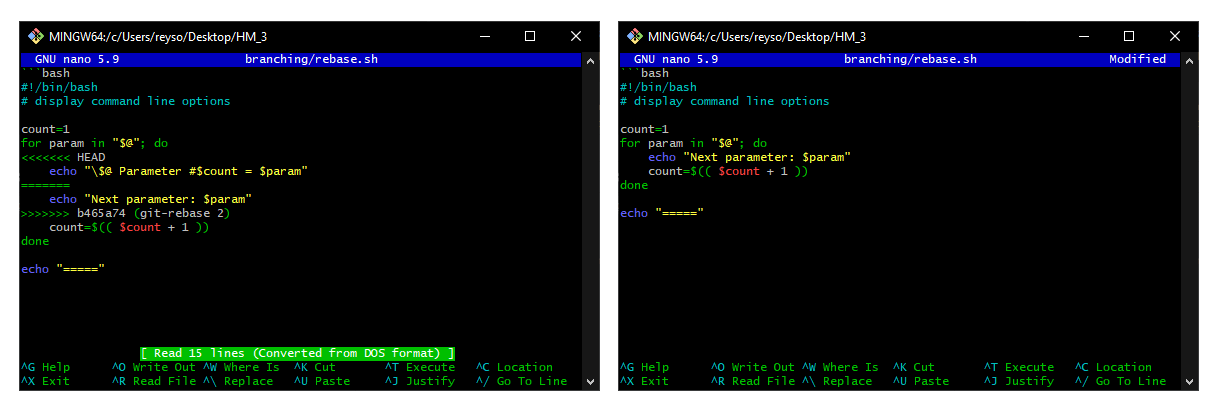 MINGW64:/c/Users/reyso/Desktop/HM_3
GNU nano 5.9 branching/rebase.sh
```bash
#!/bin/bash
# display command line options
count=1
for param in "$@"; do
<<<<<<< HEAD
echo "\$@ Parameter #$count = $param"
=======
echo "Next parameter: $param"
>>>>>>> b465a74 (git-rebase 2)
count=$(( $count + 1 ))
done
echo "====="
[ Read 15 lines (Converted from DOS format) ]
^G Help ^O Write Out ^W Where Is ^K Cut ^T Execute ^C Location
^X Exit ^R Read File ^\ Replace ^U Paste ^J Justify ^/ Go To Line
MINGW64:/c/Users/reyso/Desktop/HM_3
GNU nano 5.9 branching/rebase.sh Modified
```bash
#!/bin/bash
# display command line options
count=1
for param in "$@"; do
echo "Next parameter: $param"
count=$(( $count + 1 ))
done
echo "====="
^G Help ^O Write Out ^W Where Is ^K Cut ^T Execute ^C Location
^X Exit ^R Read File ^\ Replace ^U Paste ^J Justify ^/ Go To Line